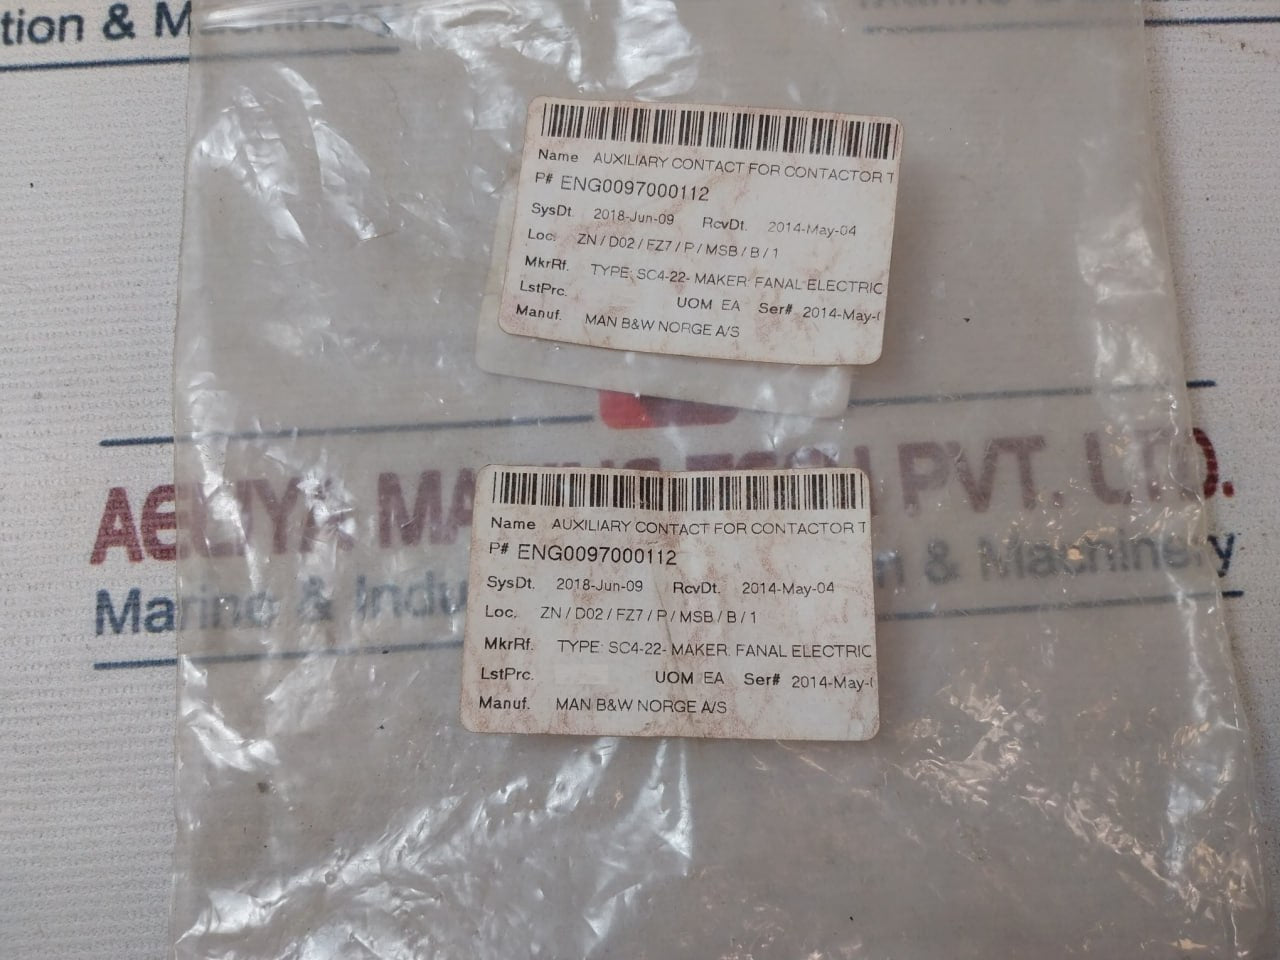 tion & Machinery
Name AUXILIARY CONTACT FOR CONTACTOR T
P# ENG0097000112
SysDt. 2018-Jun-09 RcvDt. 2014-May-04
Loc. ZN / D02 / FZ7 / P / MSB / B / 1
MkrRf. TYPE: SC4-22- MAKER: FANAL ELECTRIC
LstPrc. UOM EA Ser# 2014-May-
Manuf. MAN B&W NORGE A/S
PVT. LTD.
Marine & & Machinery
Name AUXILIARY CONTACT FOR CONTACTOR T
P# ENG0097000112
SysDt. 2018-Jun-09 RcvDt. 2014-May-04
Loc. ZN / D02 / FZ7 / P / MSB / B / 1
MkrRf. TYPE: SC4-22- MAKER: FANAL ELECTRIC
LstPrc. UOM EA Ser# 2014-May-
Manuf. MAN B&W NORGE A/S